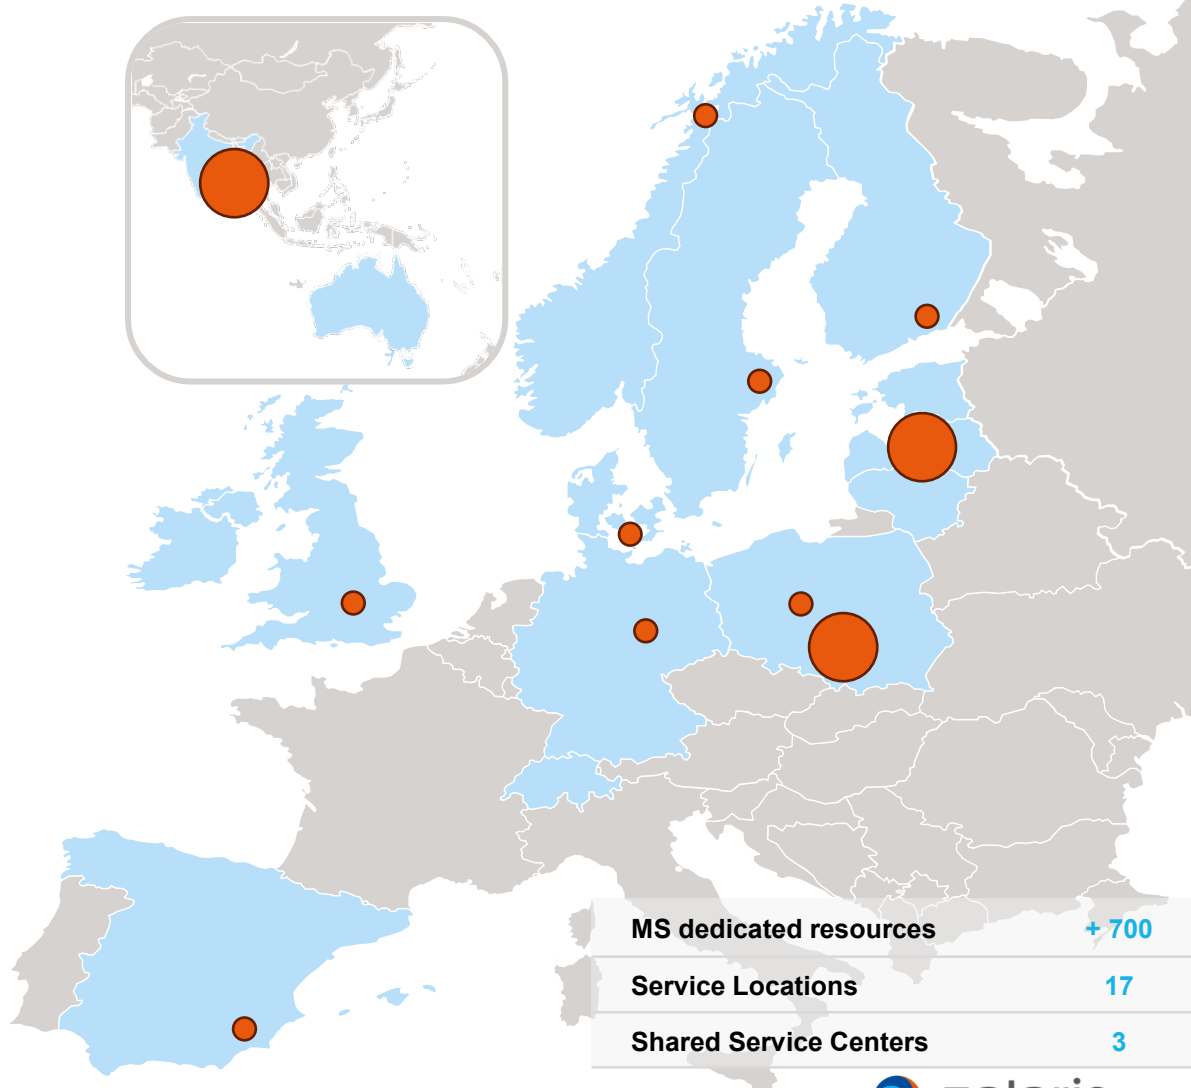 MS dedicated resources + 700
Service Locations 17
Shared Service Centers 3